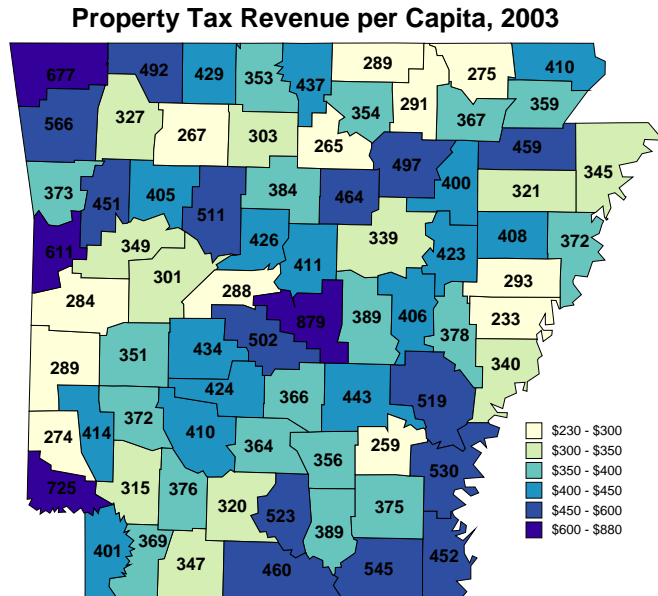 Property Tax Revenue per Capita, 2003
677 492 429 353 437 289 275 410
566 327 267 303 265 354 291 367 359
497 459 345
373 451 405 511 384 464 400 321
611 349 426 339 423 408 372
301 411
284 288 293
879 389 406 378 233
289 351 434 502 340
424 366 443 519
274 414 372 410 364 356 259
530
725 315 376 320 523 375
401 369 347 460 389 545 452
$230 - $300
$300 - $350
$350 - $400
$400 - $450
$450 - $600
$600 - $880